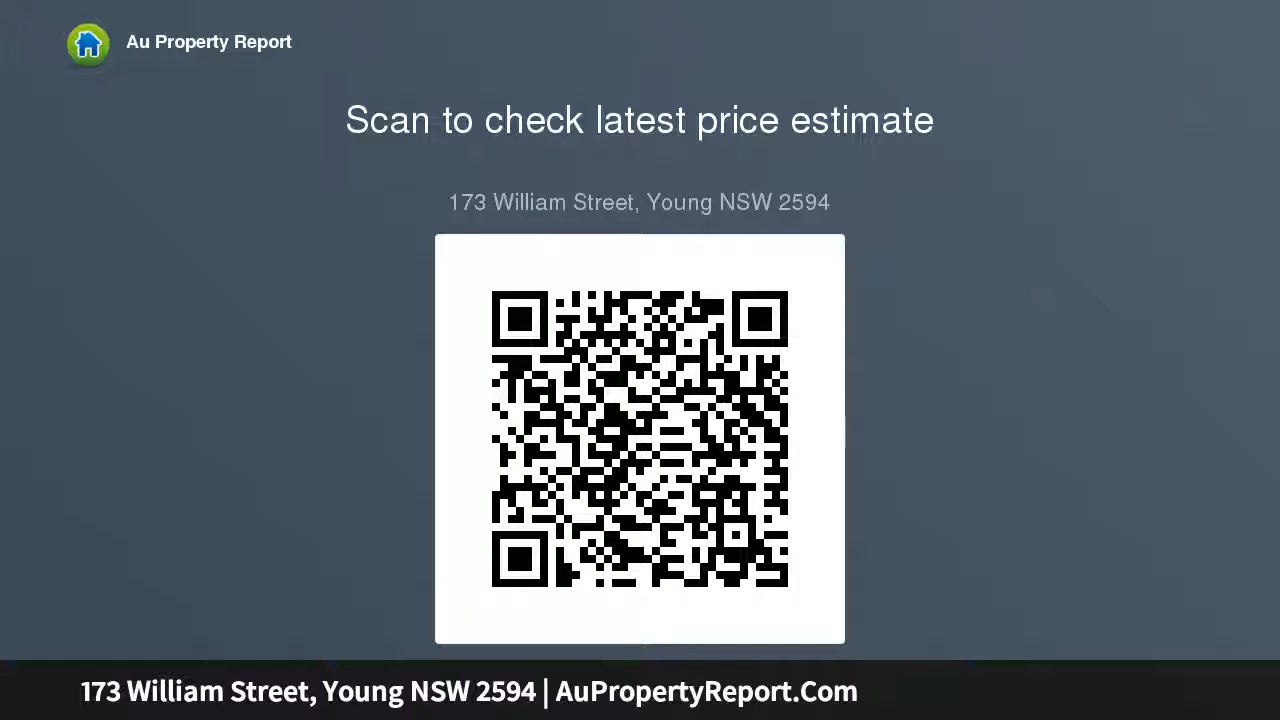 Au Property Report
Scan to check latest price estimate
173 William Street, Young NSW 2594
173 William Street, Young NSW 2594 | AuPropertyReport.Com